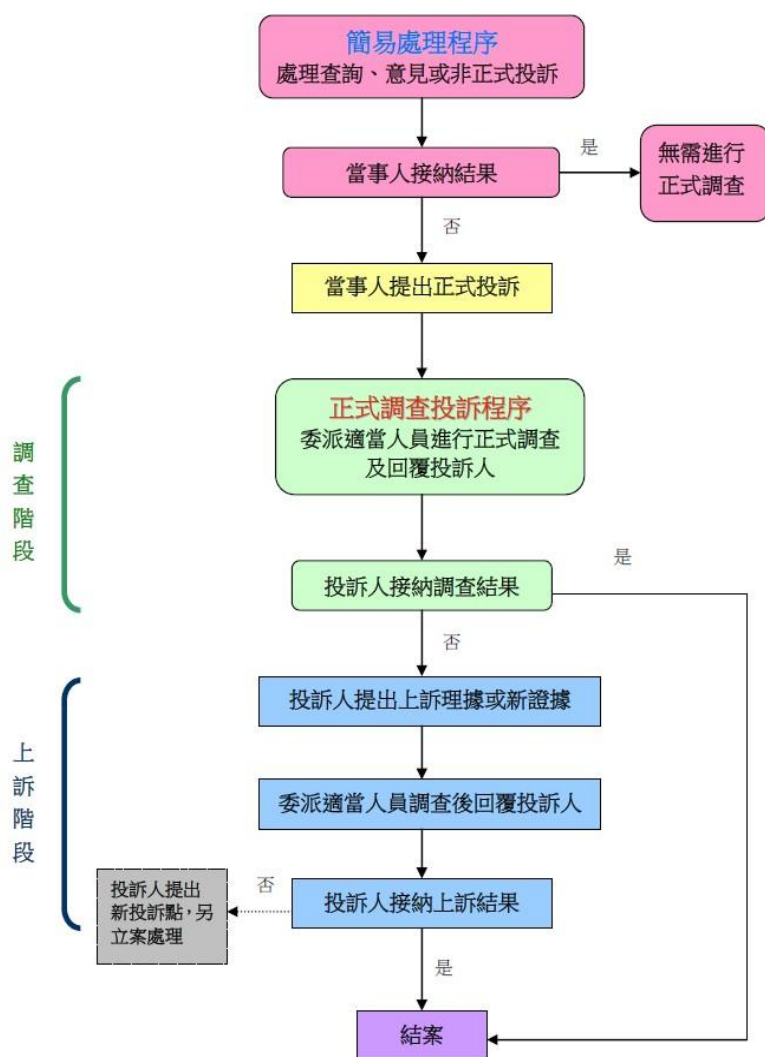 簡易處理程序
處理查詢、意見或非正式投訴
是
無需進行
正式調查
當事人接納結果
否
當事人提出正式投訴
調
查
階
段
正式調查投訴程序
委派適當人員進行正式調查
及回覆投訴人
是
投訴人接納調查結果
否
上
訴
階
段
投訴人提出上訴理據或新證據
委派適當人員調查後回覆投訴人
投訴人提出
新投訴點，另
立案處理
否
投訴人接納上訴結果
是
結案